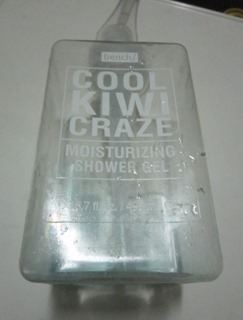 bench/
COOL
KIWI
CRAZE
MOISTURIZING
SHOWER GEL